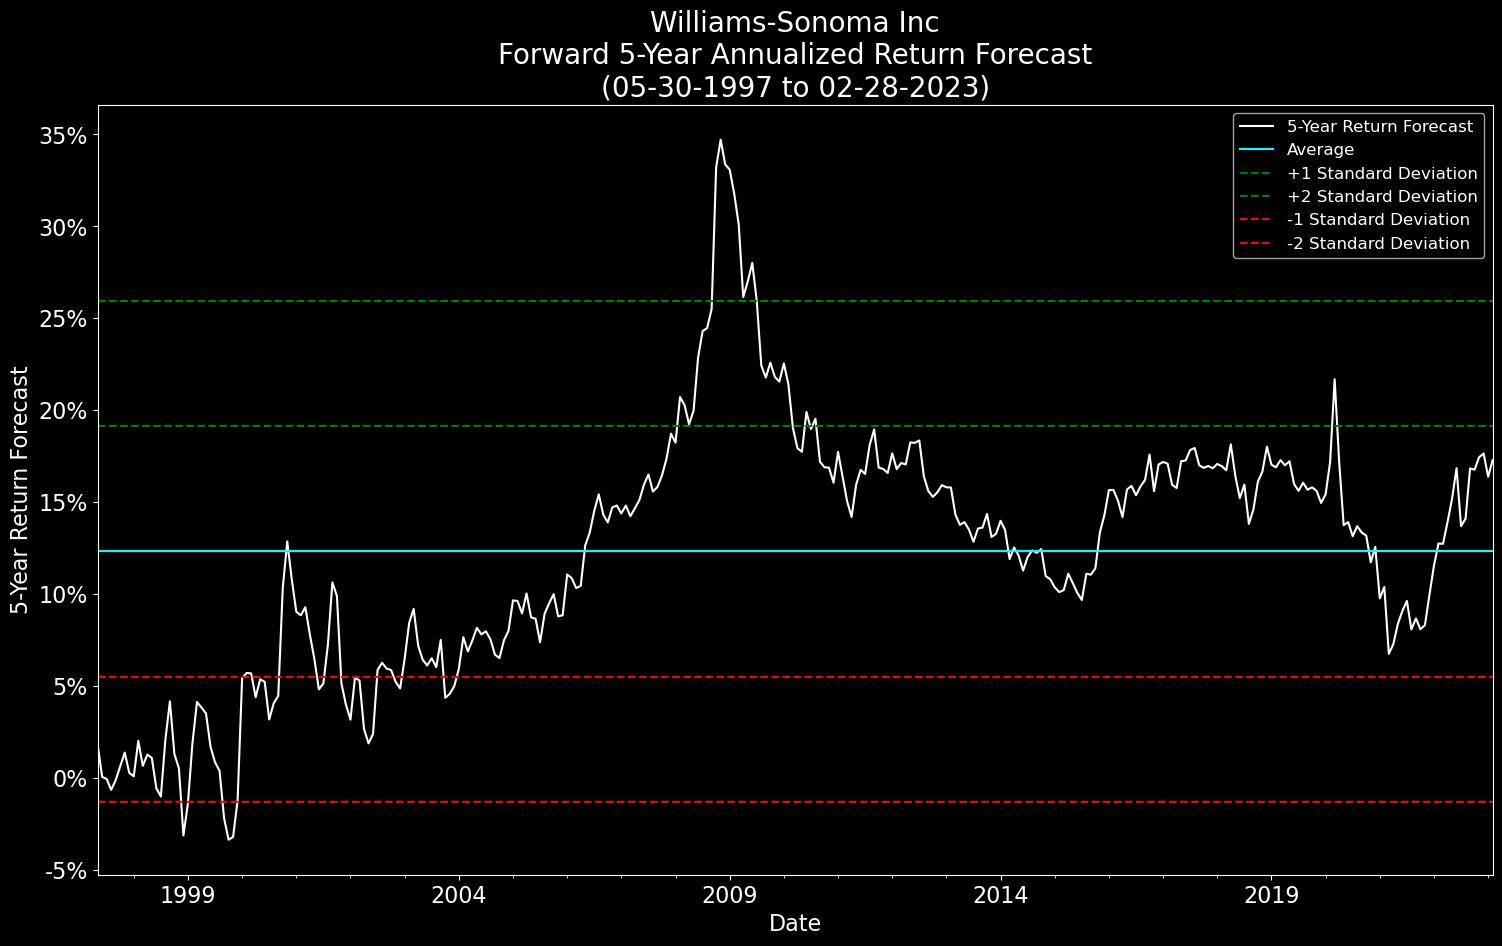 Williams-Sonoma Inc
Forward 5-Year Annualized Return Forecast
(05-30-1997 to 02-28-2023)
5-Year Return Forecast
Average
+1 Standard Deviation
+2 Standard Deviation
-1 Standard Deviation
-2 Standard Deviation
35%
30%
25%
20%
15%
10%
5%
0%
-5%
5-Year Return Forecast
1999
2004
2009
2014
2019
Date